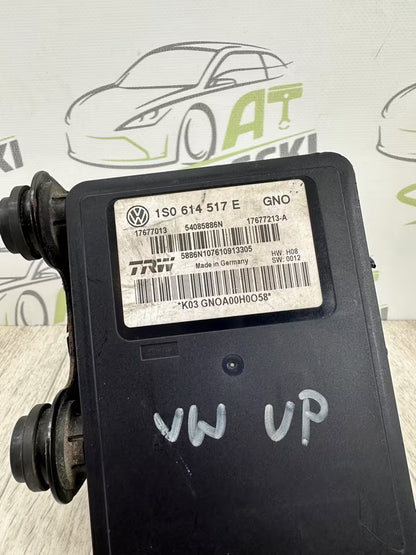 AT
1S0 614 517 E GNO
17677013 54085886N 17677213-A
5886N107610913305
TRW Made in Germany HW: H08
SW: 0012
*K03 GNOA00H0O58*
VW UP